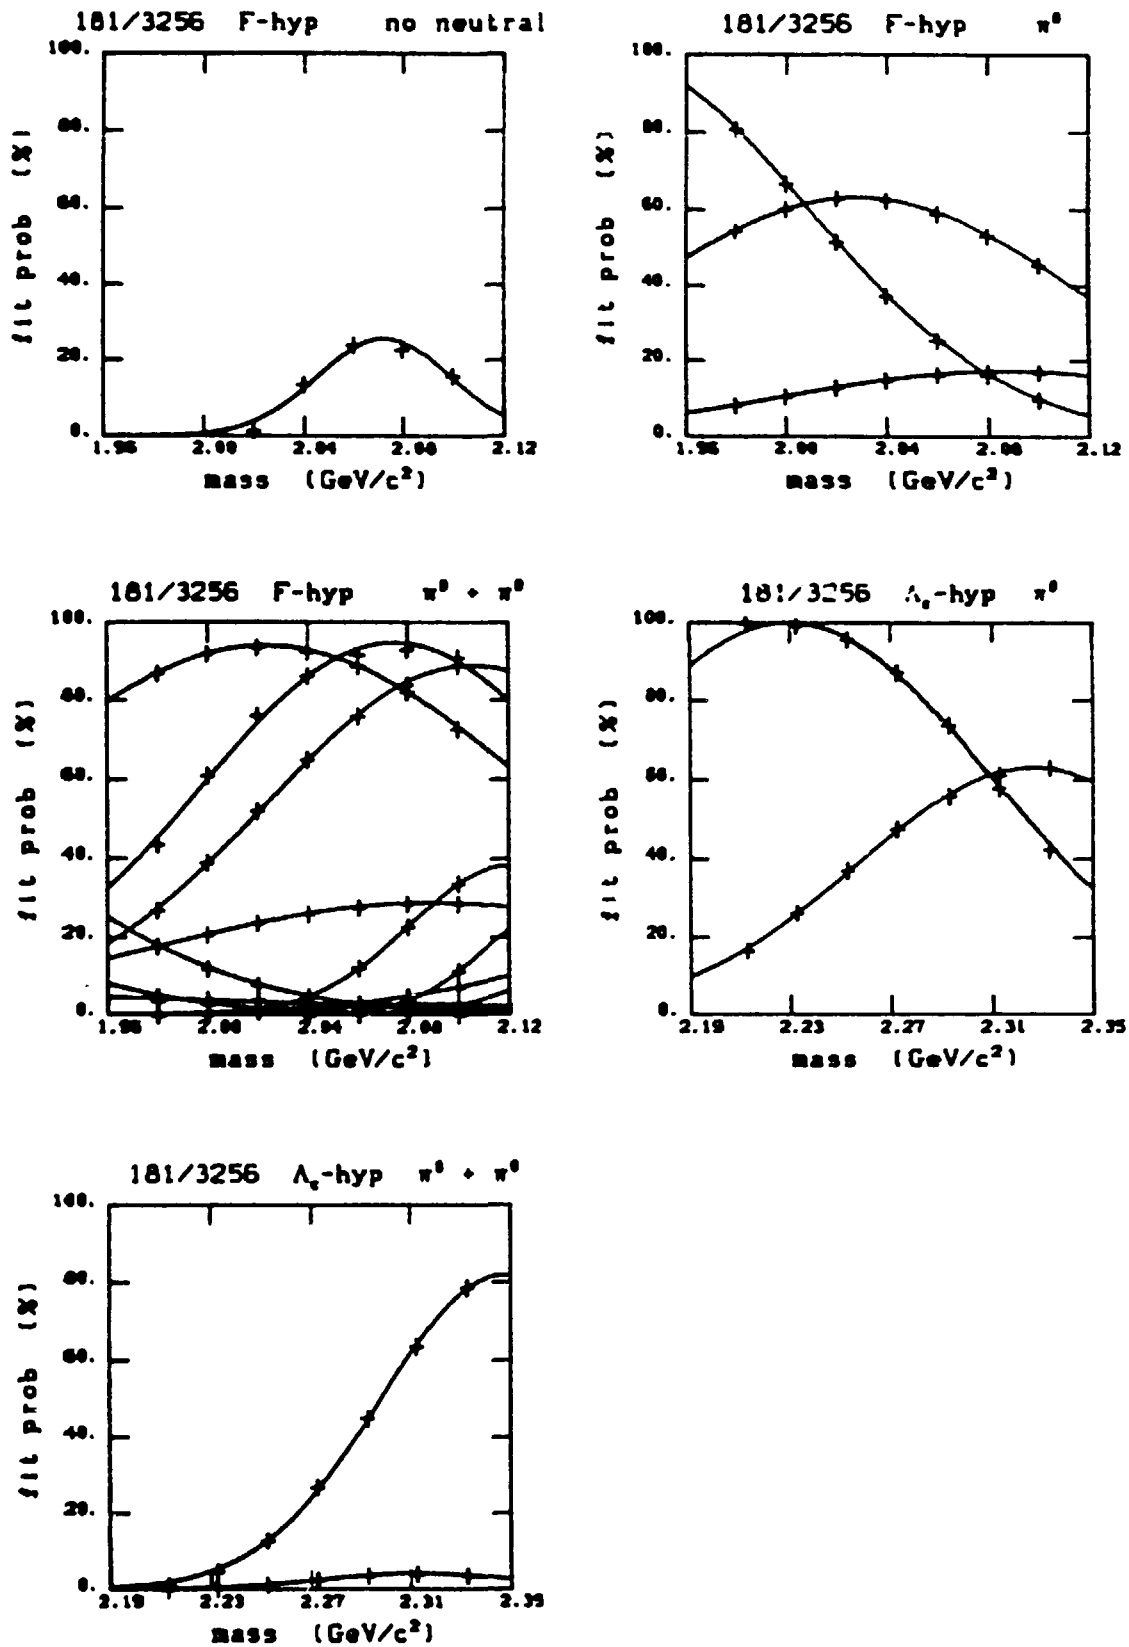 181/3256 F-hyp no neutral
100.
80.
60.
40.
20.
0.
fit prob (%)
1.96 2.00 2.04 2.08 2.12
mass (GeV/c²)
181/3256 F-hyp π⁰
100.
80.
60.
40.
20.
0.
fit prob (%)
1.96 2.00 2.04 2.08 2.12
mass (GeV/c²)
181/3256 F-hyp π⁰ + π⁰
100.
80.
60.
40.
20.
0.
fit prob (%)
1.96 2.00 2.04 2.08 2.12
mass (GeV/c²)
181/3256 Λc-hyp π⁰
100.
80.
60.
40.
20.
0.
fit prob (%)
2.19 2.23 2.27 2.31 2.35
mass (GeV/c²)
181/3256 Λc-hyp π⁰ + π⁰
100.
80.
60.
40.
20.
0.
fit prob (%)
2.19 2.23 2.27 2.31 2.35
mass (GeV/c²)